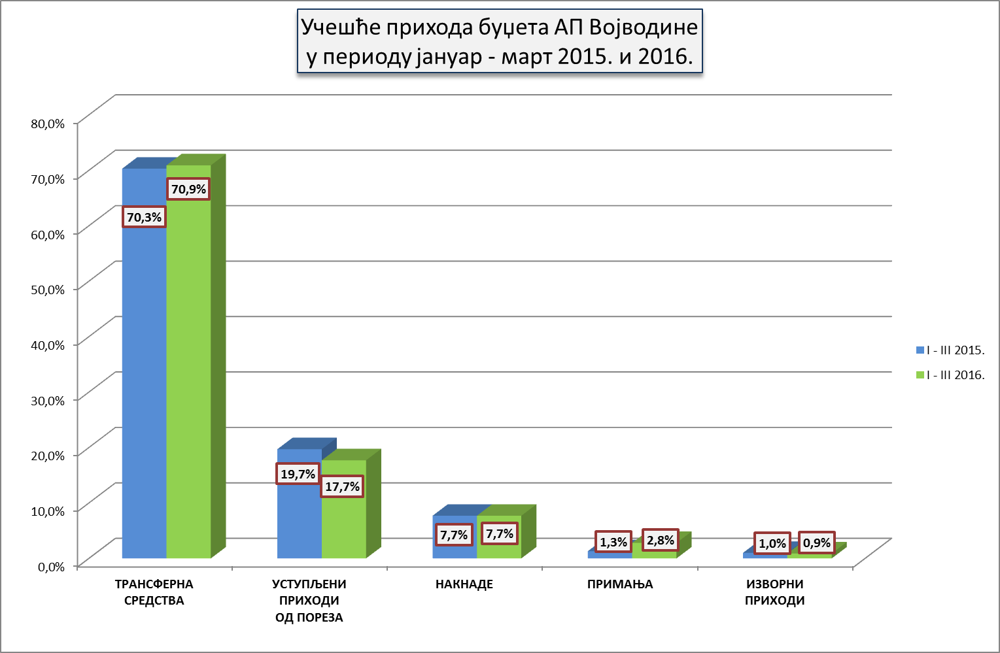 Учешће прихода буџета АП Војводине
у периоду јануар - март 2015. и 2016.
80,0%
70,0%
60,0%
50,0%
40,0%
30,0%
20,0%
10,0%
0,0%
70,3%
70,9%
19,7%
17,7%
7,7%
7,7%
1,3%
2,8%
1,0%
0,9%
ТРАНСФЕРНА
СРЕДСТВА
УСТУПЉЕНИ
ПРИХОДИ
ОД ПОРЕЗА
НАКНАДЕ
ПРИМАЊА
ИЗВОРНИ
ПРИХОДИ
I - III 2015.
I - III 2016.